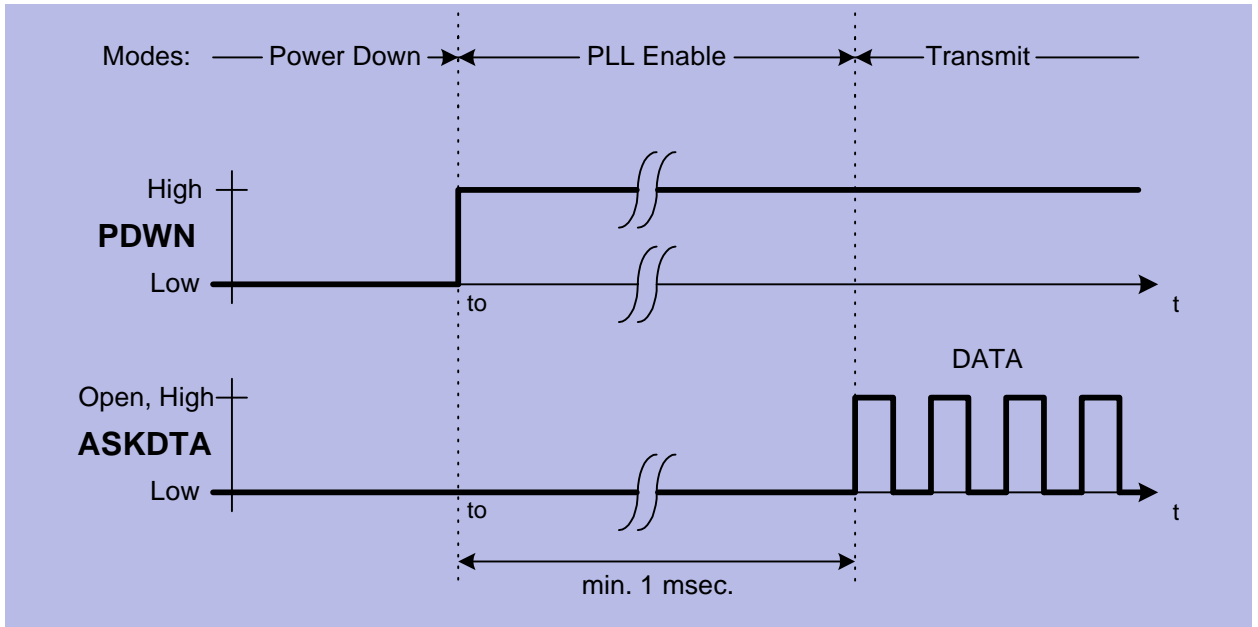 Modes: Power Down PLL Enable Transmit
High
PDWN
Low
to
t
DATA
Open, High
ASKDTA
Low
to
t
min. 1 msec.